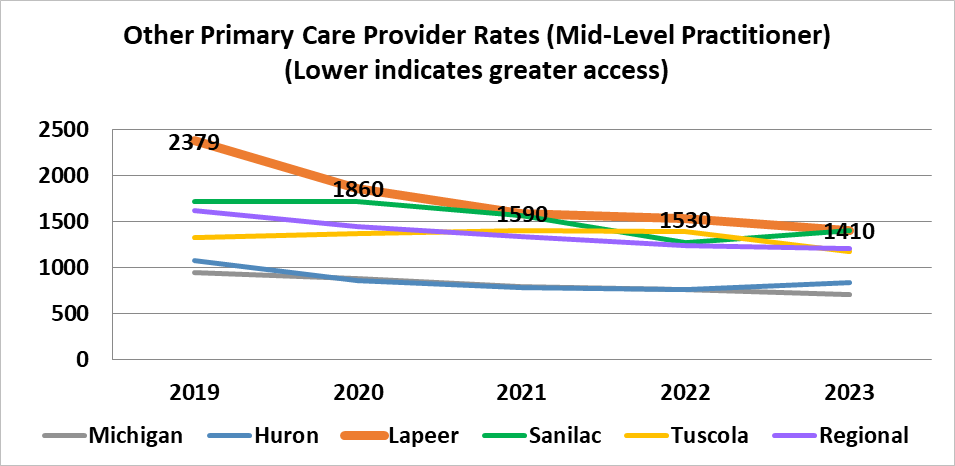 Other Primary Care Provider Rates (Mid-Level Practitioner)
(Lower indicates greater access)
2500
2000
1500
1000
500
0
2379
1860
1590
1530
1410
2019 2020 2021 2022 2023
Michigan Huron Lapeer Sanilac Tuscola Regional